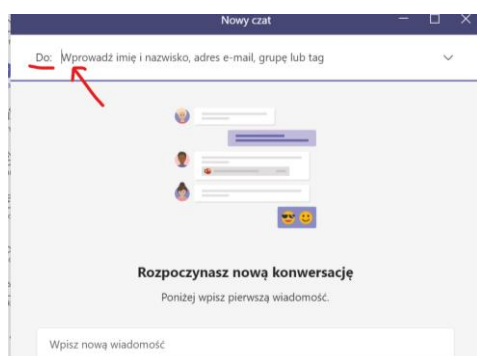 Nowy czat
Do: Wprowadź imię i nazwisko, adres e-mail, grupę lub tag
Rozpoczynasz nową konwersację
Poniżej wpisz pierwszą wiadomość.
Wpisz nową wiadomość